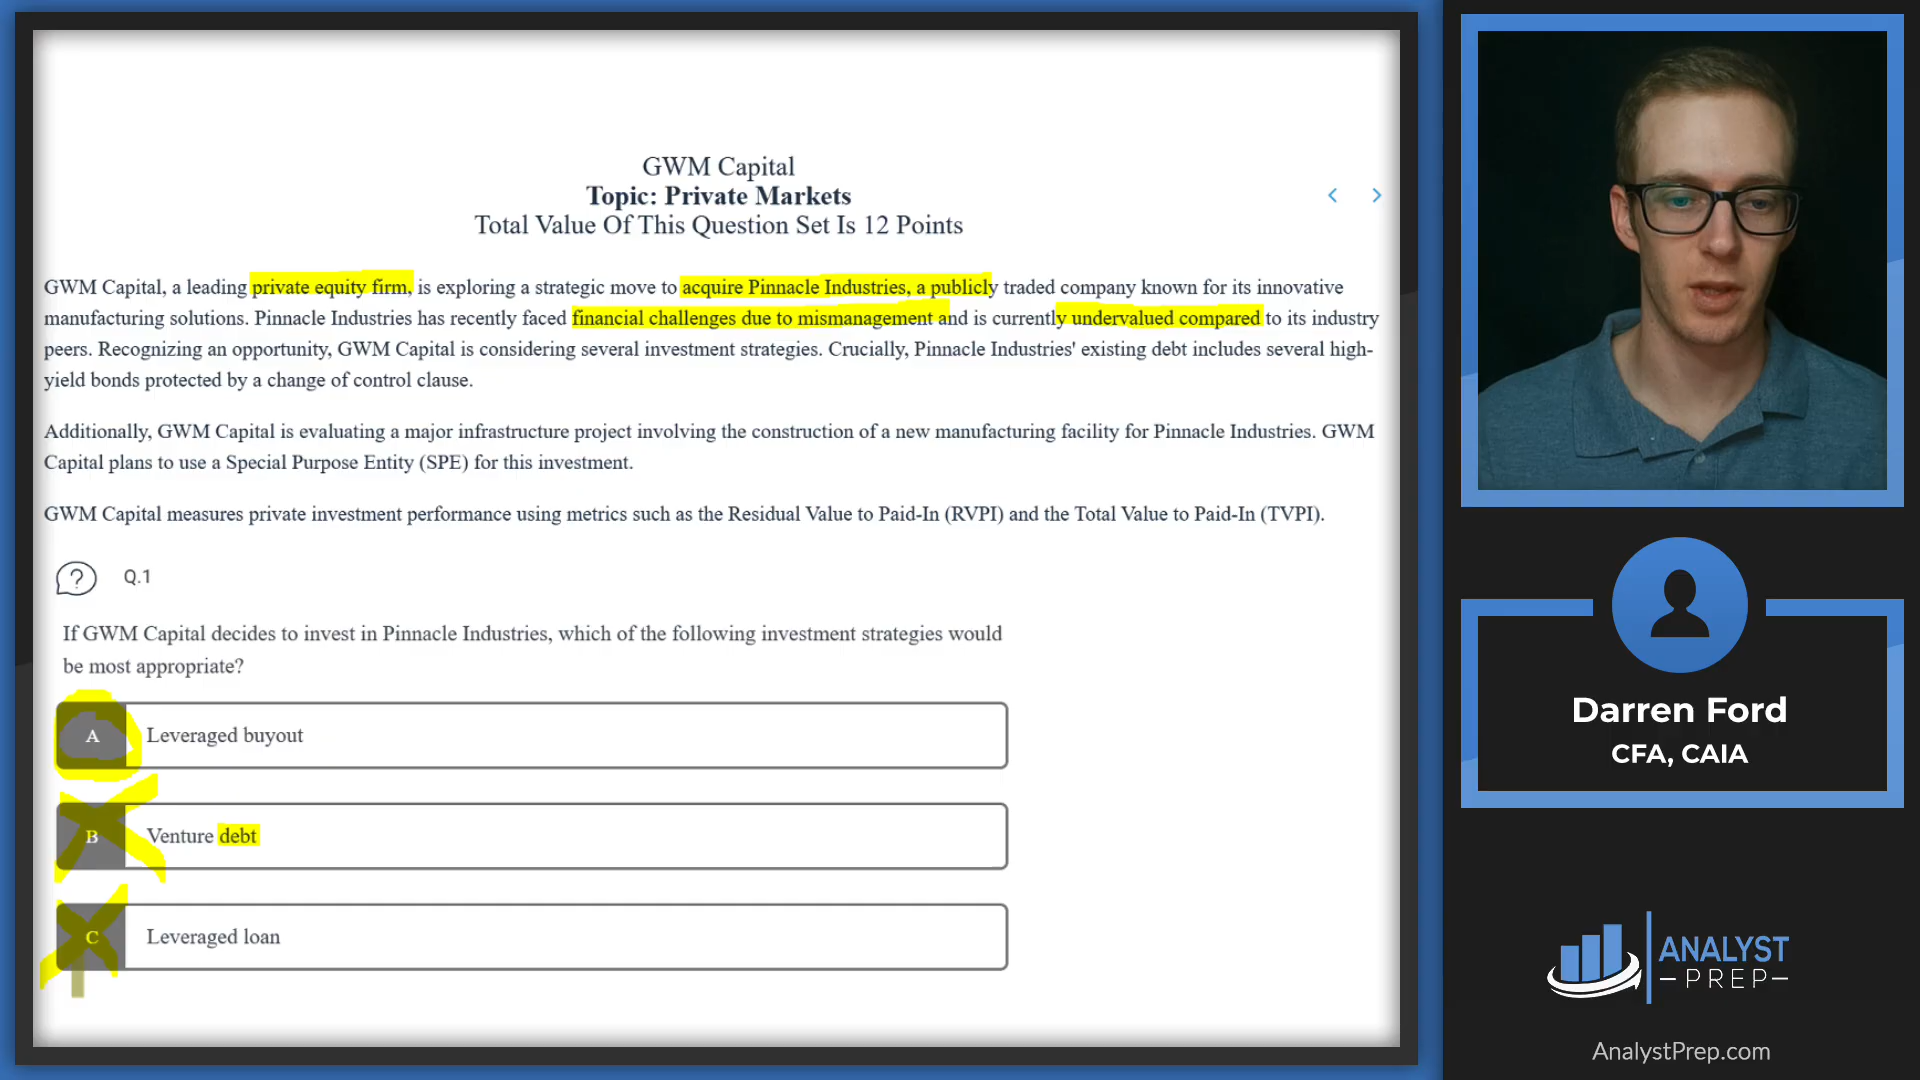 GWM Capital
Topic: Private Markets
Total Value Of This Question Set Is 12 Points
GWM Capital, a leading private equity firm, is exploring a strategic move to acquire Pinnacle Industries, a publicly traded company known for its innovative
manufacturing solutions. Pinnacle Industries has recently faced financial challenges due to mismanagement and is currently undervalued compared to its industry
peers. Recognizing an opportunity, GWM Capital is considering several investment strategies. Crucially, Pinnacle Industries' existing debt includes several high-
yield bonds protected by a change of control clause.
Additionally, GWM Capital is evaluating a major infrastructure project involving the construction of a new manufacturing facility for Pinnacle Industries. GWM
Capital plans to use a Special Purpose Entity (SPE) for this investment.
GWM Capital measures private investment performance using metrics such as the Residual Value to Paid-In (RVPI) and the Total Value to Paid-In (TVPI).
? Q.1
If GWM Capital decides to invest in Pinnacle Industries, which of the following investment strategies would
be most appropriate?
A Leveraged buyout
B Venture debt
C Leveraged loan
Darren Ford
CFA, CAIA
ANALYST
PREP
AnalystPrep.com